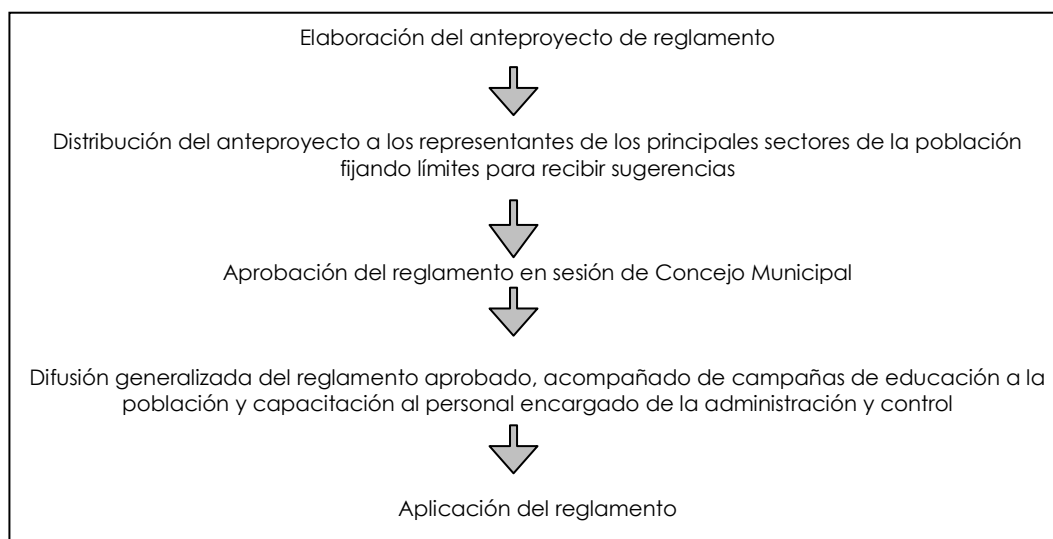 Elaboración del anteproyecto de reglamento
Distribución del anteproyecto a los representantes de los principales sectores de la población
fijando límites para recibir sugerencias
Aprobación del reglamento en sesión de Concejo Municipal
Difusión generalizada del reglamento aprobado, acompañado de campañas de educación a la
población y capacitación al personal encargado de la administración y control
Aplicación del reglamento